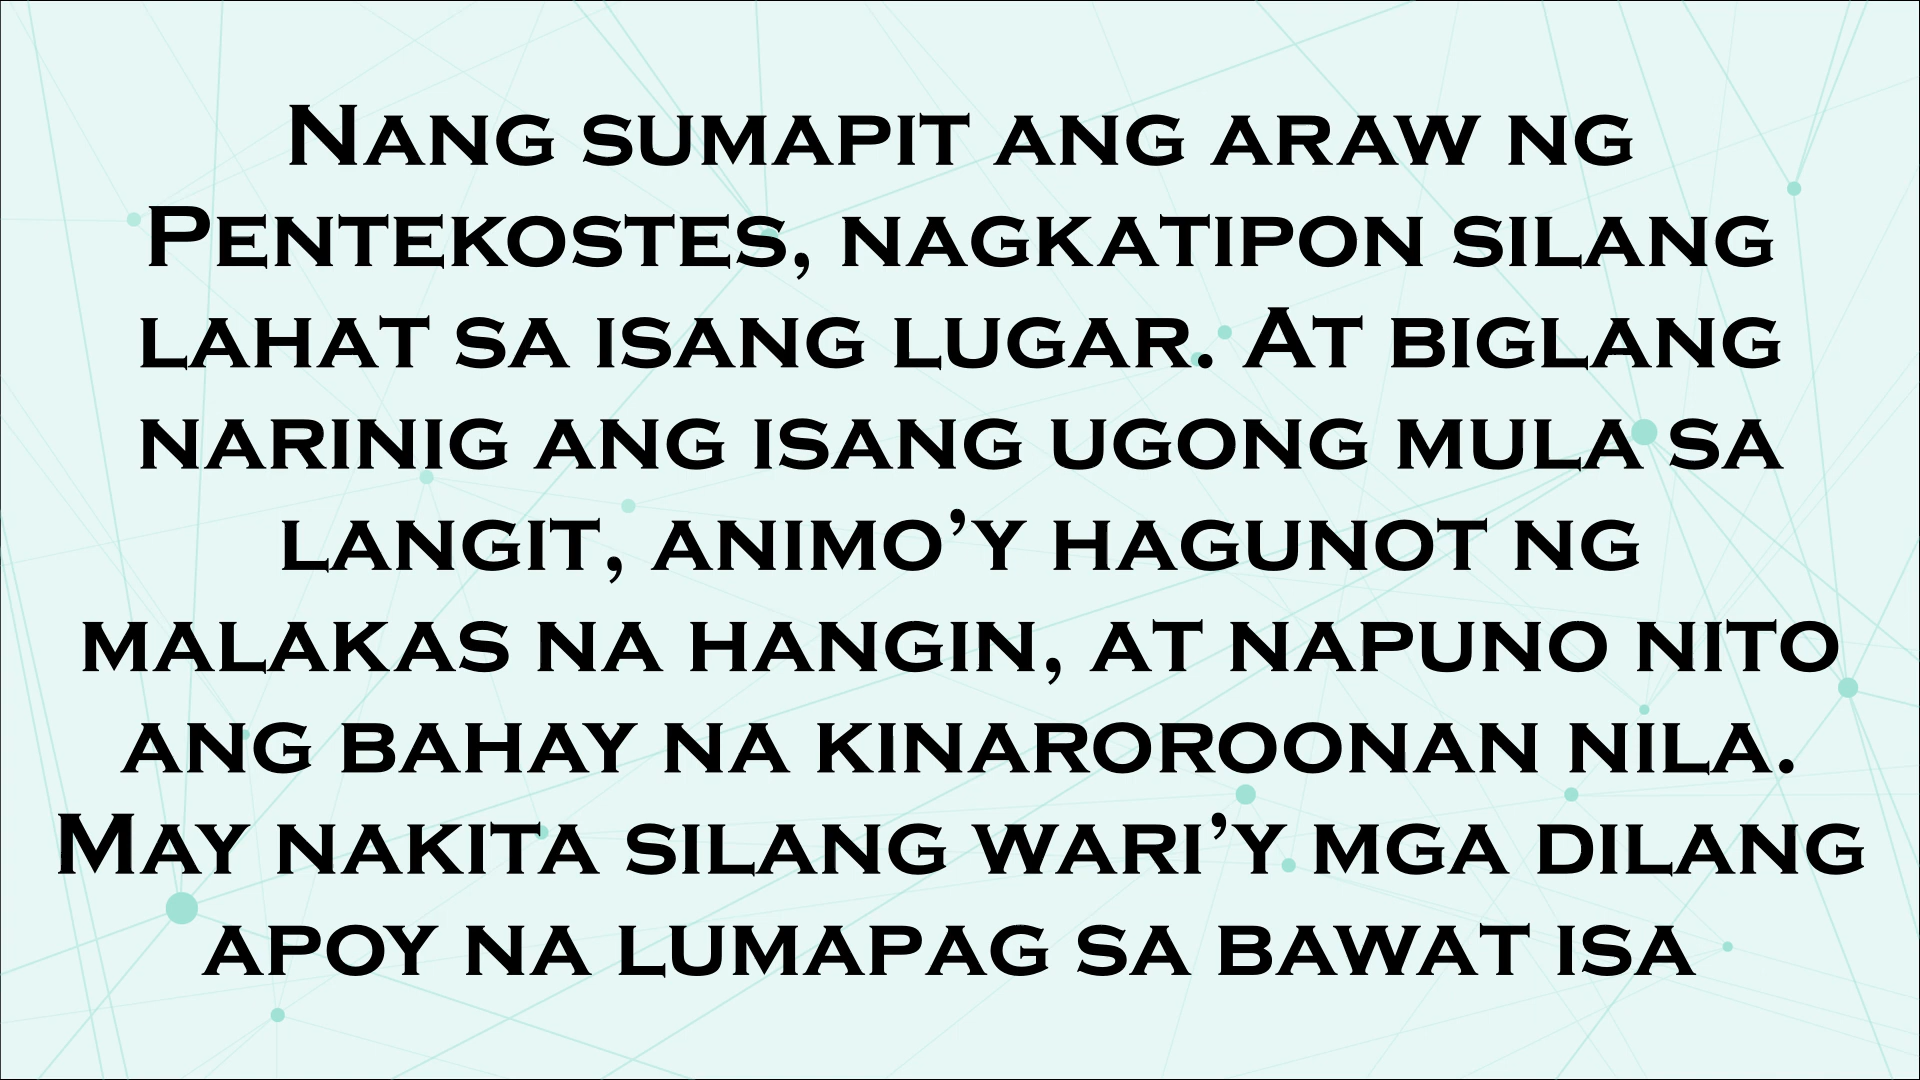 Nang sumapit ang araw ng
Pentekostes, nagkatipon silang
lahat sa isang lugar. At biglang
narinig ang isang ugong mula sa
langit, animo’y hagunot ng
malakas na hangin, at napuno nito
ang bahay na kinaroroonan nila.
May nakita silang wari’y mga dilang
apoy na lumapag sa bawat isa